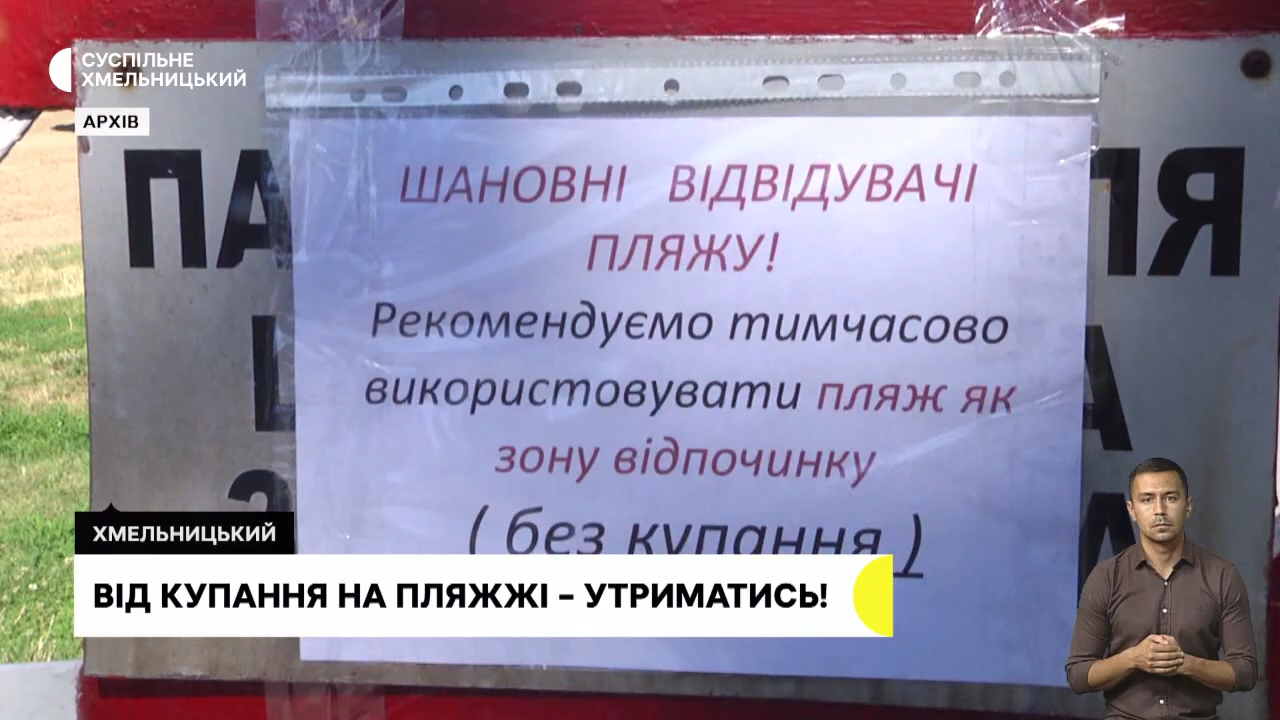 СУСПІЛЬНЕ
ХМЕЛЬНИЦЬКИЙ
АРХІВ
ШАНОВНІ ВІДВІДУВАЧІ
ПЛЯЖУ!
Рекомендуємо тимчасово
використовувати пляж як
зону відпочинку
( без купання )
ХМЕЛЬНИЦЬКИЙ
ВІД КУПАННЯ НА ПЛЯЖЖІ – УТРИМАТИСЬ!